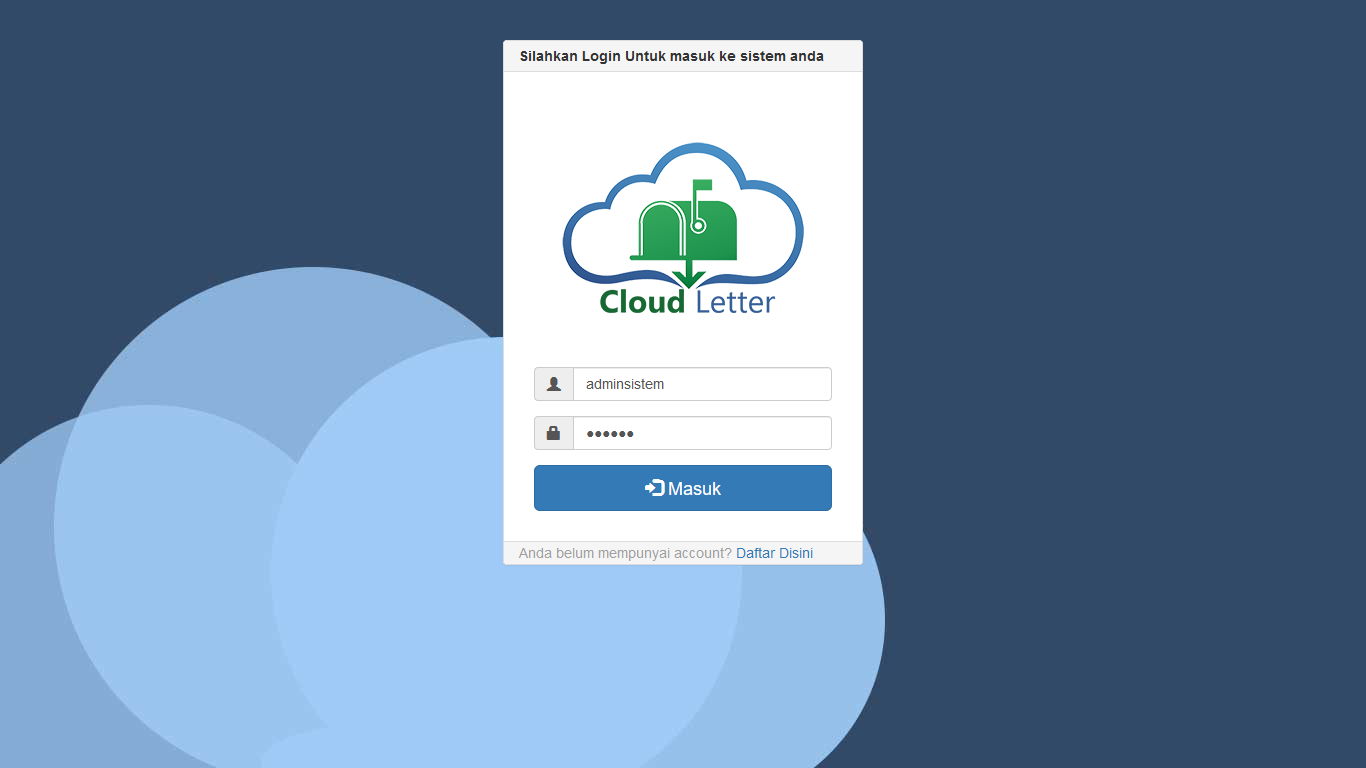 Silahkan Login Untuk masuk ke sistem anda
Cloud Letter
adminsistem
••••••
Masuk
Anda belum mempunyai account? Daftar Disini